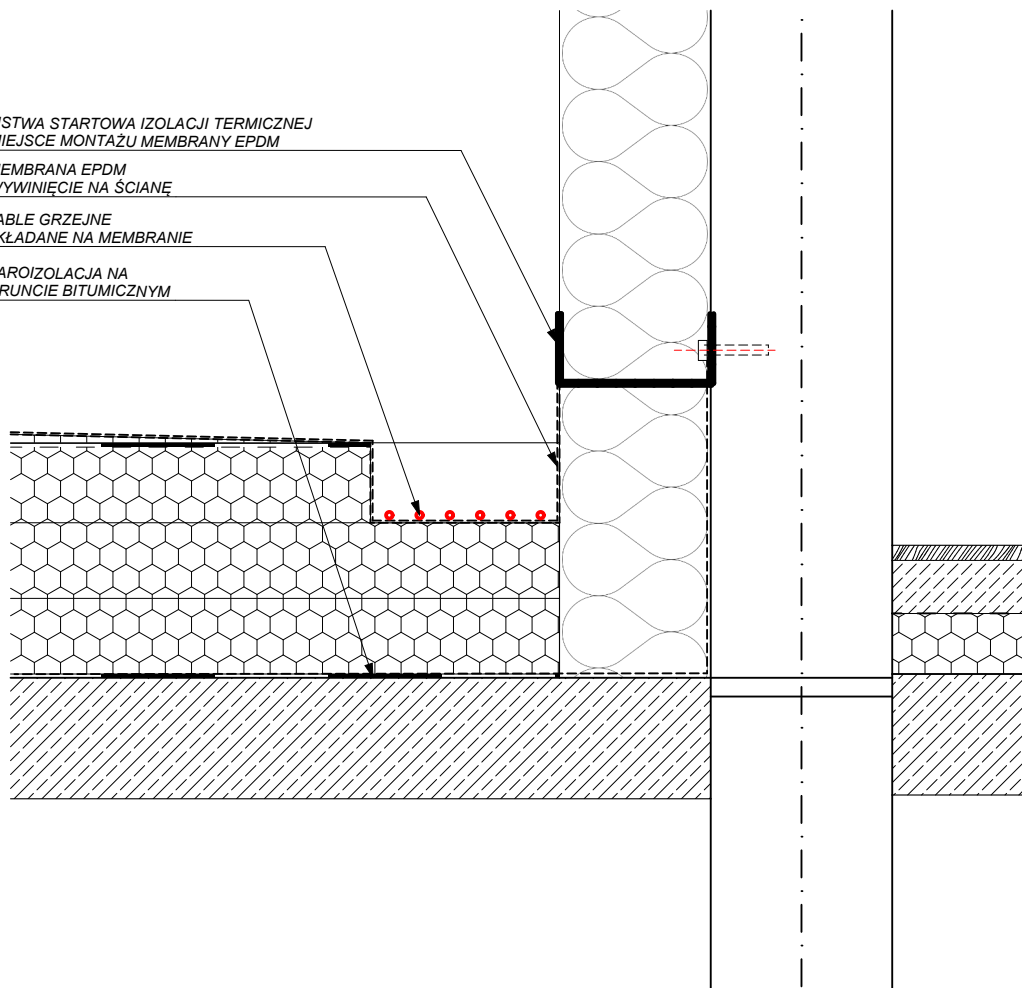 STWA STARTOWA IZOLACJI TERMICZNEJ
IEJSCE MONTAŻU MEMBRANY EPDM
EMBRANA EPDM
YWINIĘCIE NA ŚCIANĘ
ABLE GRZEJNE
KŁADANE NA MEMBRANIE
AROIZOLACJA NA
RUNCIE BITUMICZNYM